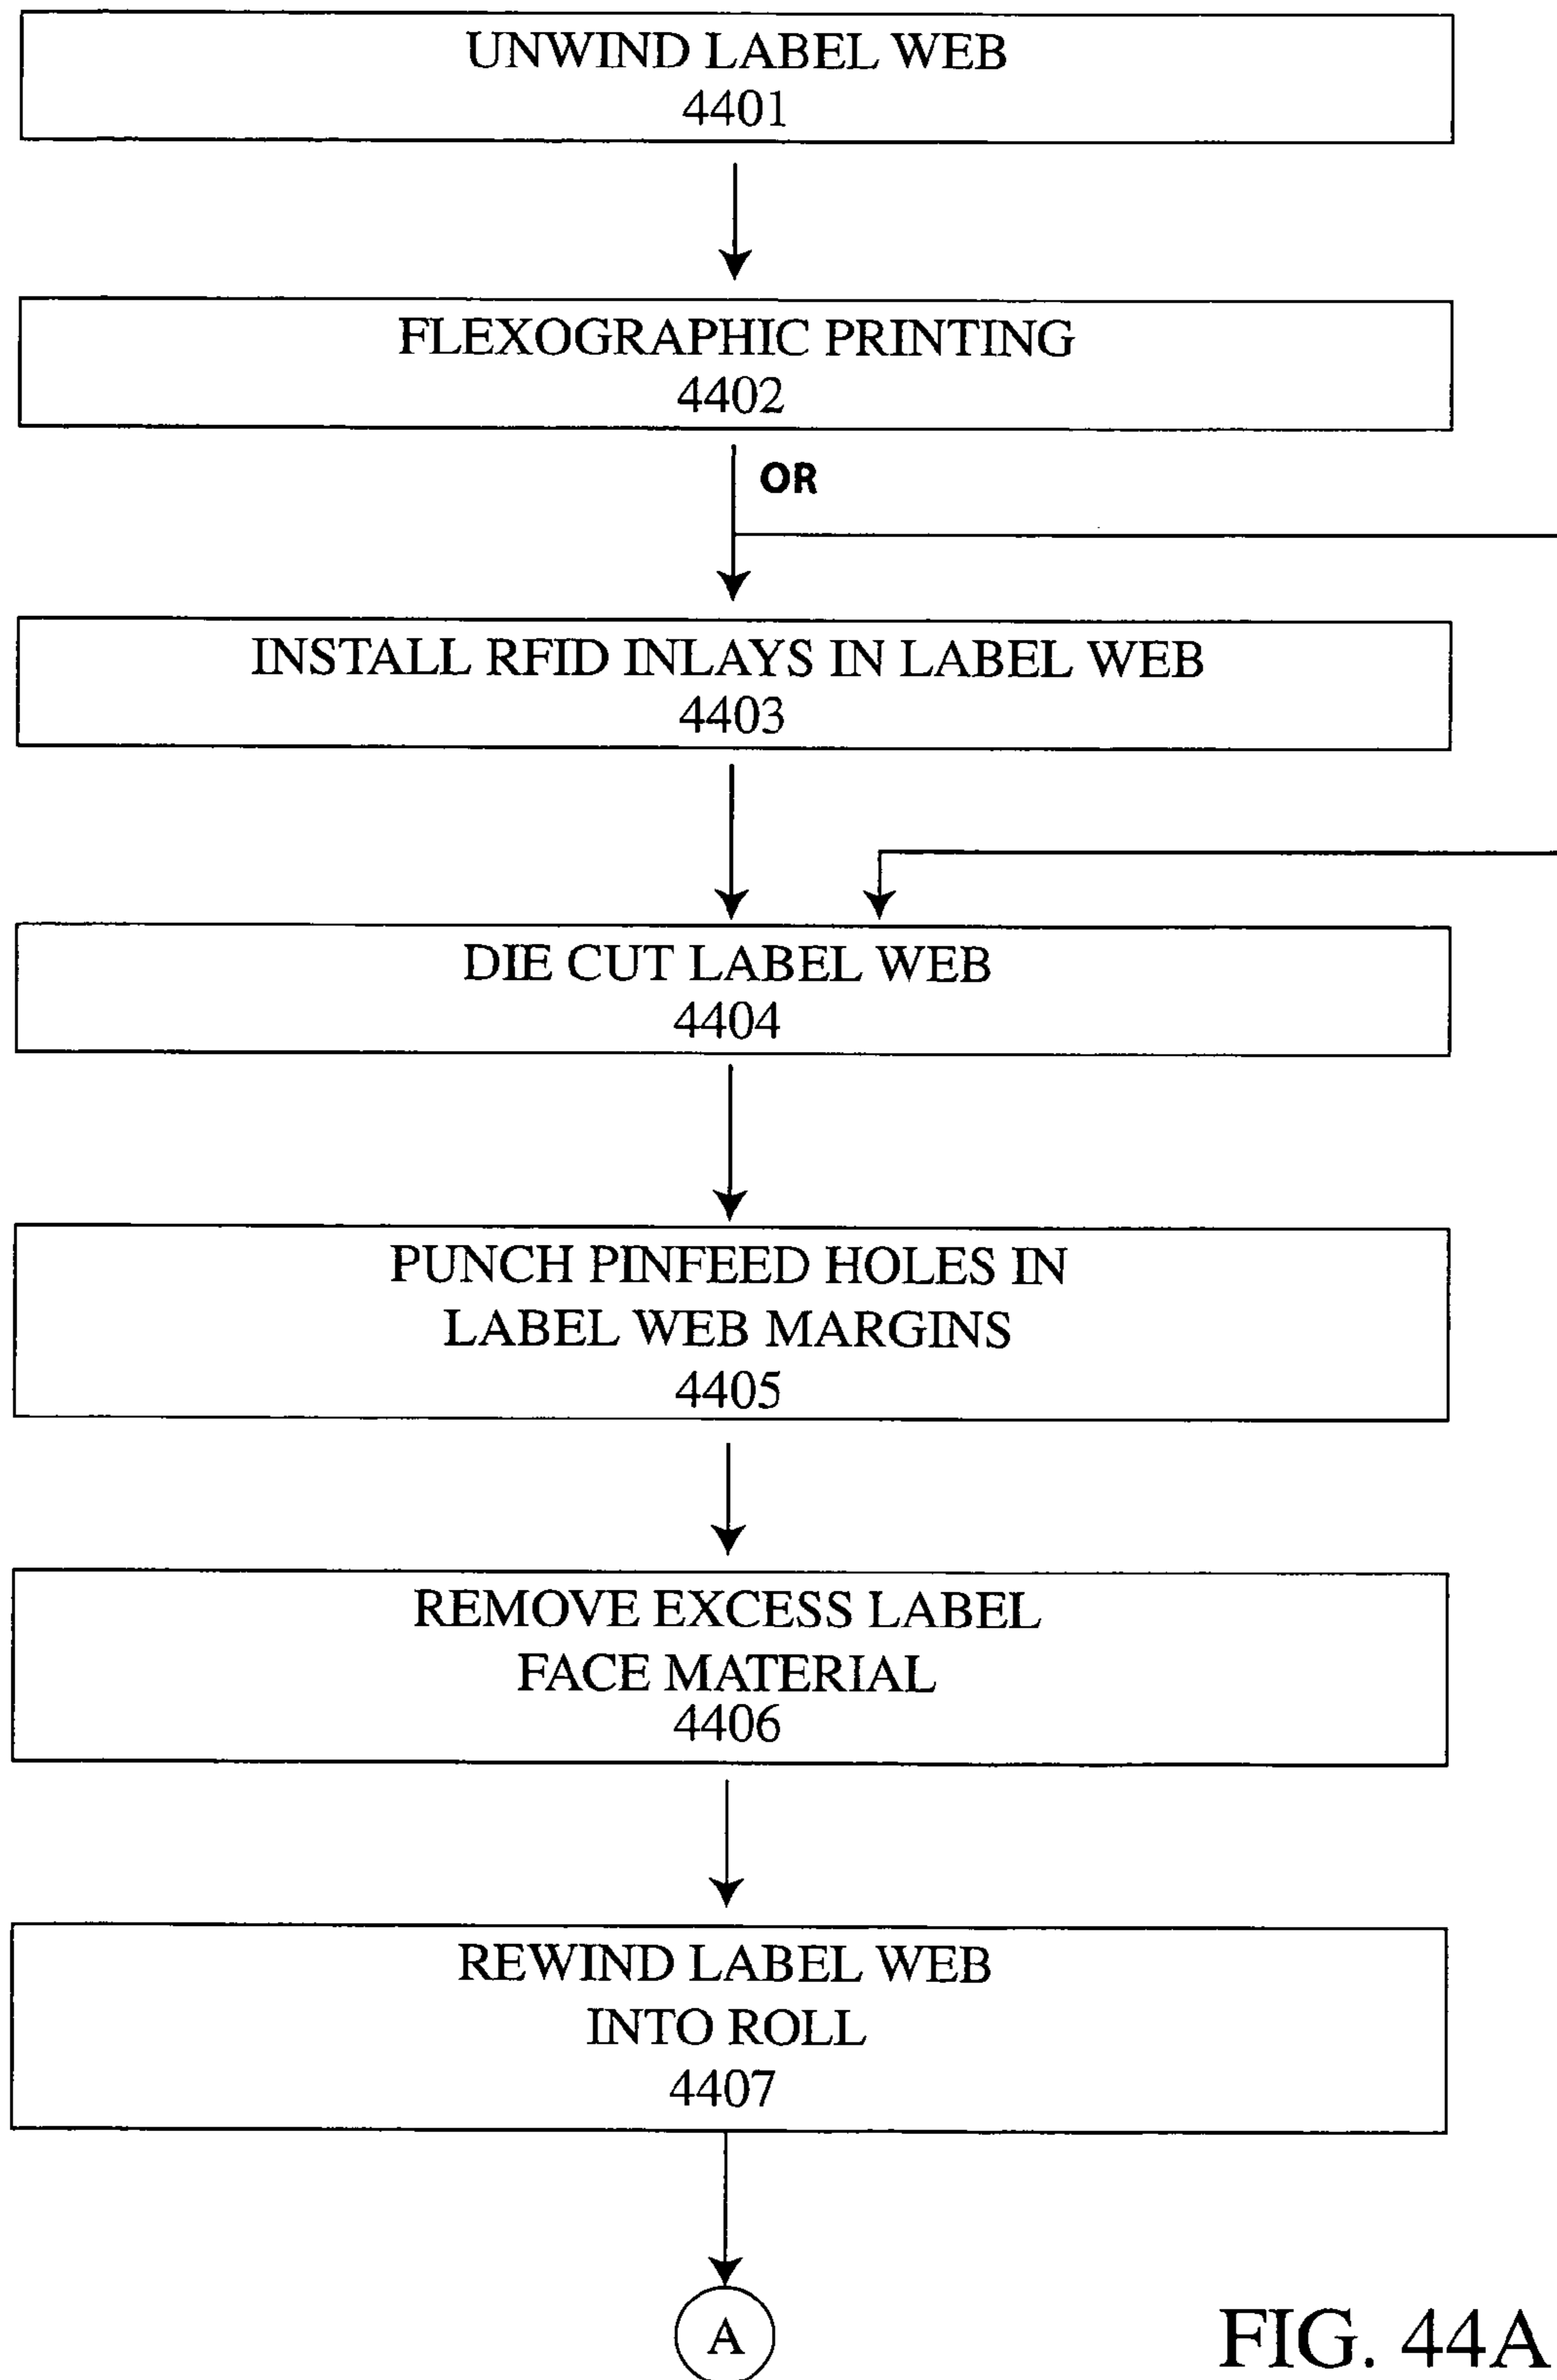 UNWIND LABEL WEB
4401
FLEXOGRAPHIC PRINTING
4402
OR
INSTALL RFID INLAYS IN LABEL WEB
4403
DIE CUT LABEL WEB
4404
PUNCH PINFEED HOLES IN
LABEL WEB MARGINS
4405
REMOVE EXCESS LABEL
FACE MATERIAL
4406
REWIND LABEL WEB
INTO ROLL
4407
A
FIG. 44A